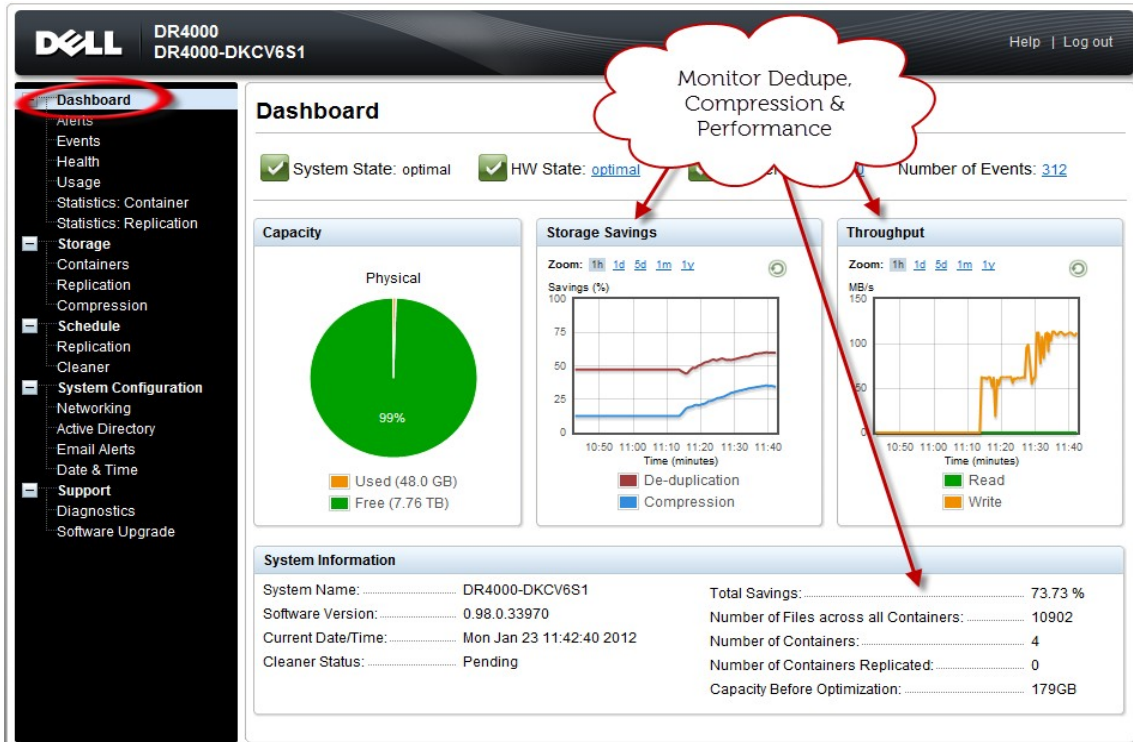 DELL
DR4000
DR4000-DKCV6S1
Help | Log out
Monitor Dedupe,
Compression &
Performance
Dashboard
Alerts
Events
Health
Usage
Statistics: Container
Statistics: Replication
Storage
Containers
Replication
Compression
Schedule
Replication
Cleaner
System Configuration
Networking
Active Directory
Email Alerts
Date & Time
Support
Diagnostics
Software Upgrade
Dashboard
System State: optimal HW State: optimal Number of Events: 312
Capacity
Physical
99%
Used (48.0 GB)
Free (7.76 TB)
Storage Savings
Zoom: 1h 1d 5d 1m 1y
Savings (%)
100
75
50
25
0
10:50 11:00 11:10 11:20 11:30 11:40
Time (minutes)
De-duplication
Compression
Throughput
Zoom: 1h 1d 5d 1m 1y
MB/s
150
100
50
0
10:50 11:00 11:10 11:20 11:30 11:40
Time (minutes)
Read
Write
System Information
System Name: DR4000-DKCV6S1
Software Version: 0.98.0.33970
Current Date/Time: Mon Jan 23 11:42:40 2012
Cleaner Status: Pending
Total Savings: 73.73 %
Number of Files across all Containers: 10902
Number of Containers: 4
Number of Containers Replicated: 0
Capacity Before Optimization: 179GB